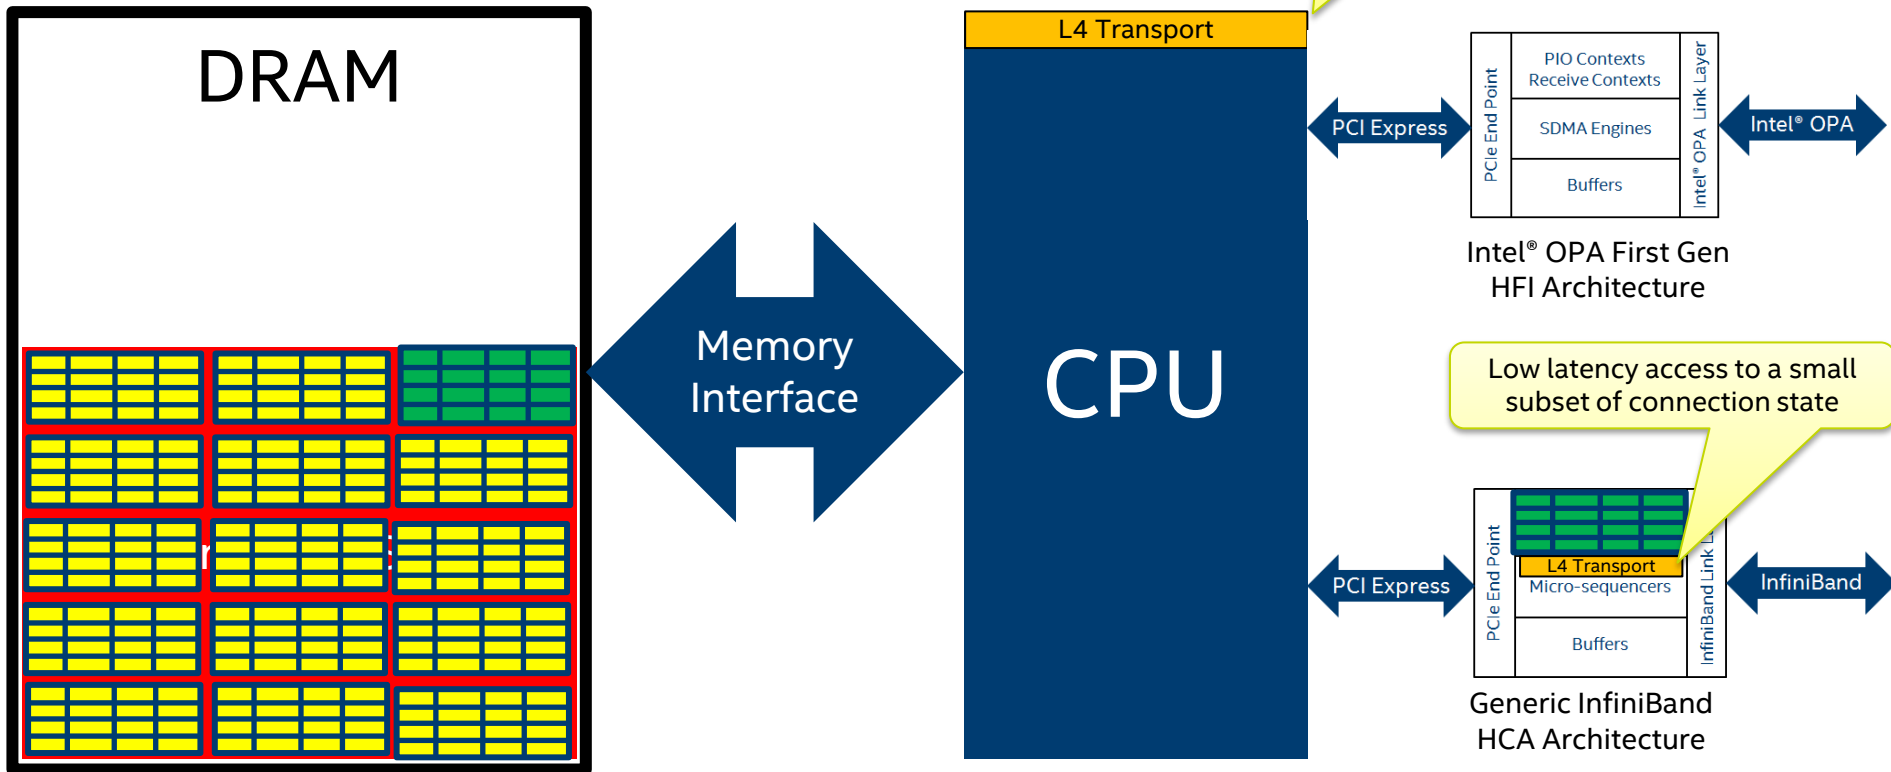 DRAM
L4 Transport
CPU
Memory
Interface
PCI Express
PCIe End Point
PIO Contexts
Receive Contexts
SDMA Engines
Buffers
Intel® OPA Link Layer
Intel® OPA
Intel® OPA First Gen
HFI Architecture
Low latency access to a small
subset of connection state
PCI Express
PCIe End Point
L4 Transport
Micro-sequencers
Buffers
InfiniBand Link
InfiniBand
Generic InfiniBand
HCA Architecture